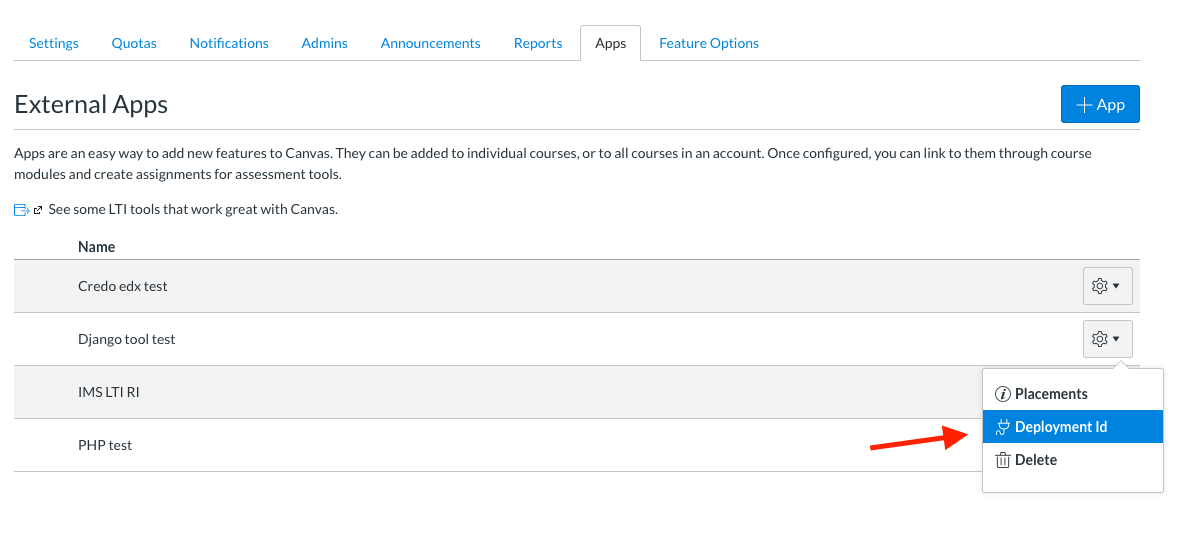 Settings Quotas Notifications Admins Announcements Reports Apps Feature Options
External Apps
App
Apps are an easy way to add new features to Canvas. They can be added to individual courses, or to all courses in an account. Once configured, you can link to them through course
modules and create assignments for assessment tools.
See some LTI tools that work great with Canvas.
Name
Credo edx test
Django tool test
IMS LTI RI
PHP test
Placements
Deployment Id
Delete